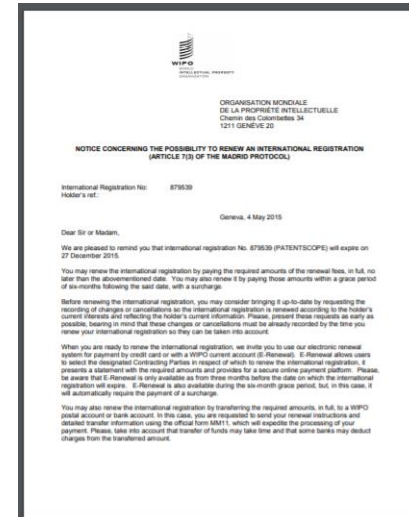 WIPO
WORLD
INTELLECTUAL PROPERTY
ORGANIZATION
ORGANISATION MONDIALE
DE LA PROPRIÉTÉ INTELLECTUELLE
Chemin des Colombettes 34
1211 GENÈVE 20
NOTICE CONCERNING THE POSSIBILITY TO RENEW AN INTERNATIONAL REGISTRATION
(ARTICLE 7(3) OF THE MADRID PROTOCOL)
International Registration No: 879539
Holder's ref.:
Geneva, 4 May 2015
Dear Sir or Madam,
We are pleased to remind you that international registration No. 879539 (PATENTSCOPE) will expire on
27 December 2015.
You may renew the international registration by paying the required amounts of the renewal fees, in full, no
later than the abovementioned date. You may also renew it by paying those amounts within a grace period
of six-months following the said date, with a surcharge.
Before renewing the international registration, you may consider bringing it up-to-date by requesting the
recording of changes or cancellations so the international registration is renewed according to the holder's
current interests and reflecting the holder's current information. Please, present these requests as early as
possible, bearing in mind that these changes or cancellations must be already recorded by the time you
renew your international registration so they can be taken into account.
When you are ready to renew the international registration, we invite you to use our electronic renewal
system for payment by credit card or with a WIPO current account (E-Renewal). E-Renewal allows users
to select the designated Contracting Parties in respect of which to renew the international registration, it
presents a statement with the required amounts and provides for a secure online payment platform. Please,
be aware that E-Renewal is only available as from three months before the date on which the international
registration will expire. E-Renewal is also available during the six-month grace period, but, in this case, it
will automatically require the payment of a surcharge.
You may also renew the international registration by transferring the required amounts, in full, to a WIPO
postal account or bank account. In this case, you are requested to send your renewal instructions and
detailed transfer information using the official form MM11, which will expedite the processing of your
payment. Please, take into account that transfer of funds may take time and that some banks may deduct
charges from the transferred amount.